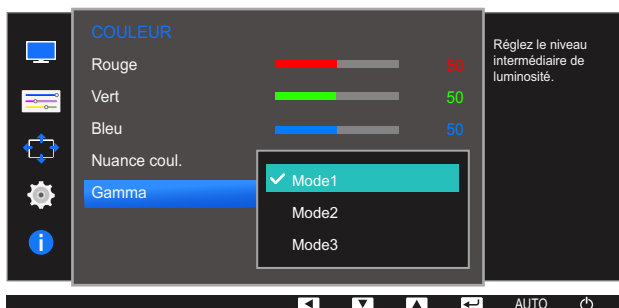 COULEUR
Rouge 50
Vert 50
Bleu 50
Nuance coul.
Gamma
Mode1
Mode2
Mode3
Réglez le niveau
intermédiaire de
luminosité.
AUTO